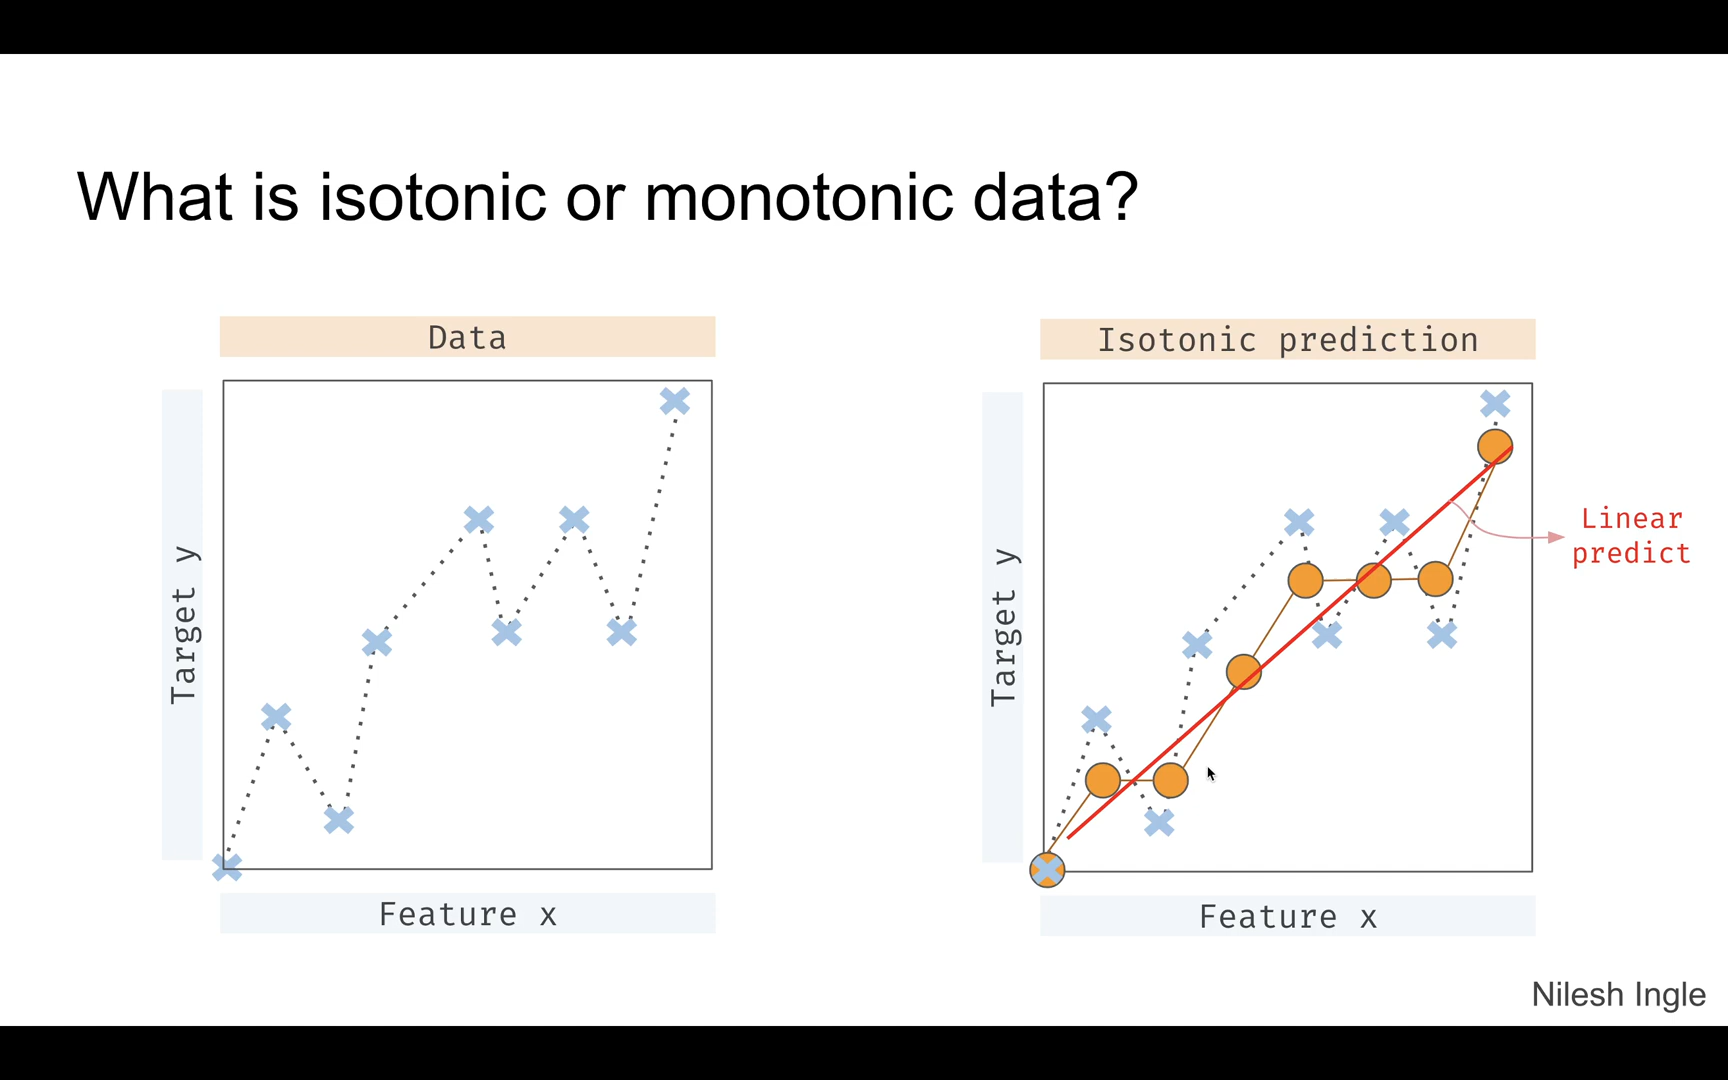 What is isotonic or monotonic data?
Data
Target y
Feature x
Isotonic prediction
Target y
Linear
predict
Feature x
Nilesh Ingle